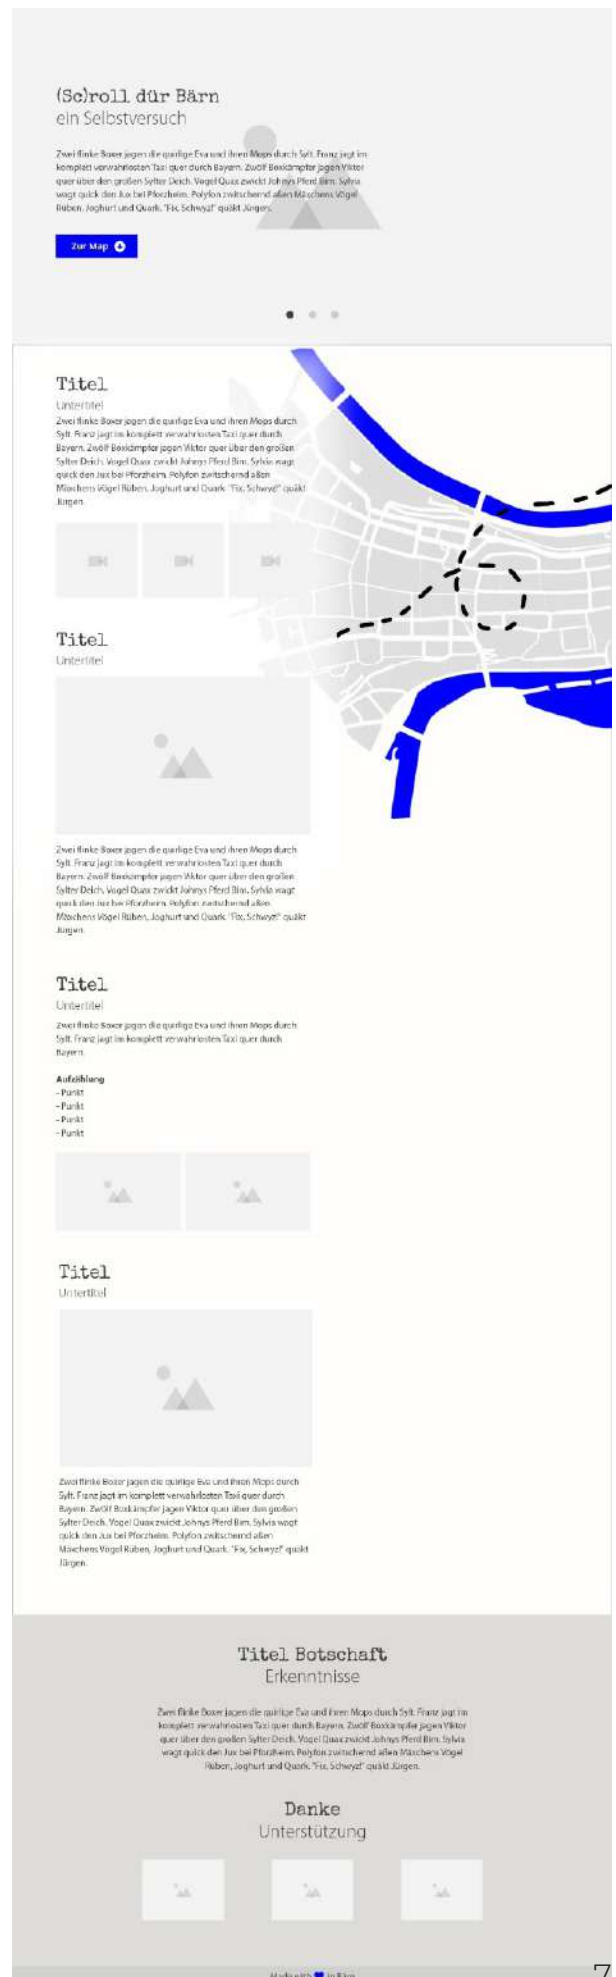 (Sc)roll dür Bärn
ein Selbstversuch
Zwei flinke Boxer jagen die quirlige Eva und ihren Mops durch Sylt. Franz jagt im
komplett verwahrlosten Taxi quer durch Bayern. Zwölf Boxkämpfer jagen Viktor
quer über den großen Sylter Deich. Vogel Quax zwickt Johnys Pferd Bim. Sylvia
wagt quick den Jux bei Pforzheim. Polyfon zwitschernd aßen Mäxchens Vögel
Rüben, Joghurt und Quark. "Fix, Schwyz!" quäkt Jürgen.
Zur Map
Titel
Untertitel
Zwei flinke Boxer jagen die quirlige Eva und ihren Mops durch
Sylt. Franz jagt im komplett verwahrlosten Taxi quer durch
Bayern. Zwölf Boxkämpfer jagen Viktor quer über den großen
Sylter Deich. Vogel Quax zwickt Johnys Pferd Bim. Sylvia wagt
quick den Jux bei Pforzheim. Polyfon zwitschernd aßen
Mäxchens Vögel Rüben, Joghurt und Quark. "Fix, Schwyz!" quäkt
Jürgen.
Titel
Untertitel
Zwei flinke Boxer jagen die quirlige Eva und ihren Mops durch
Sylt. Franz jagt im komplett verwahrlosten Taxi quer durch
Bayern. Zwölf Boxkämpfer jagen Viktor quer über den großen
Sylter Deich. Vogel Quax zwickt Johnys Pferd Bim. Sylvia wagt
quick den Jux bei Pforzheim. Polyfon zwitschernd aßen
Mäxchens Vögel Rüben, Joghurt und Quark. "Fix, Schwyz!" quäkt
Jürgen.
Titel
Untertitel
Zwei flinke Boxer jagen die quirlige Eva und ihren Mops durch
Sylt. Franz jagt im komplett verwahrlosten Taxi quer durch
Bayern.
Aufzählung
- Punkt
- Punkt
- Punkt
- Punkt
Titel
Untertitel
Zwei flinke Boxer jagen die quirlige Eva und ihren Mops durch
Sylt. Franz jagt im komplett verwahrlosten Taxi quer durch
Bayern. Zwölf Boxkämpfer jagen Viktor quer über den großen
Sylter Deich. Vogel Quax zwickt Johnys Pferd Bim. Sylvia wagt
quick den Jux bei Pforzheim. Polyfon zwitschernd aßen
Mäxchens Vögel Rüben, Joghurt und Quark. "Fix, Schwyz!" quäkt
Jürgen.
Titel Botschaft
Erkenntnisse
Zwei flinke Boxer jagen die quirlige Eva und ihren Mops durch Sylt. Franz jagt im
komplett verwahrlosten Taxi quer durch Bayern. Zwölf Boxkämpfer jagen Viktor
quer über den großen Sylter Deich. Vogel Quax zwickt Johnys Pferd Bim. Sylvia
wagt quick den Jux bei Pforzheim. Polyfon zwitschernd aßen Mäxchens Vögel
Rüben, Joghurt und Quark. "Fix, Schwyz!" quäkt Jürgen.
Danke
Unterstützung
Made with in Bärn
7